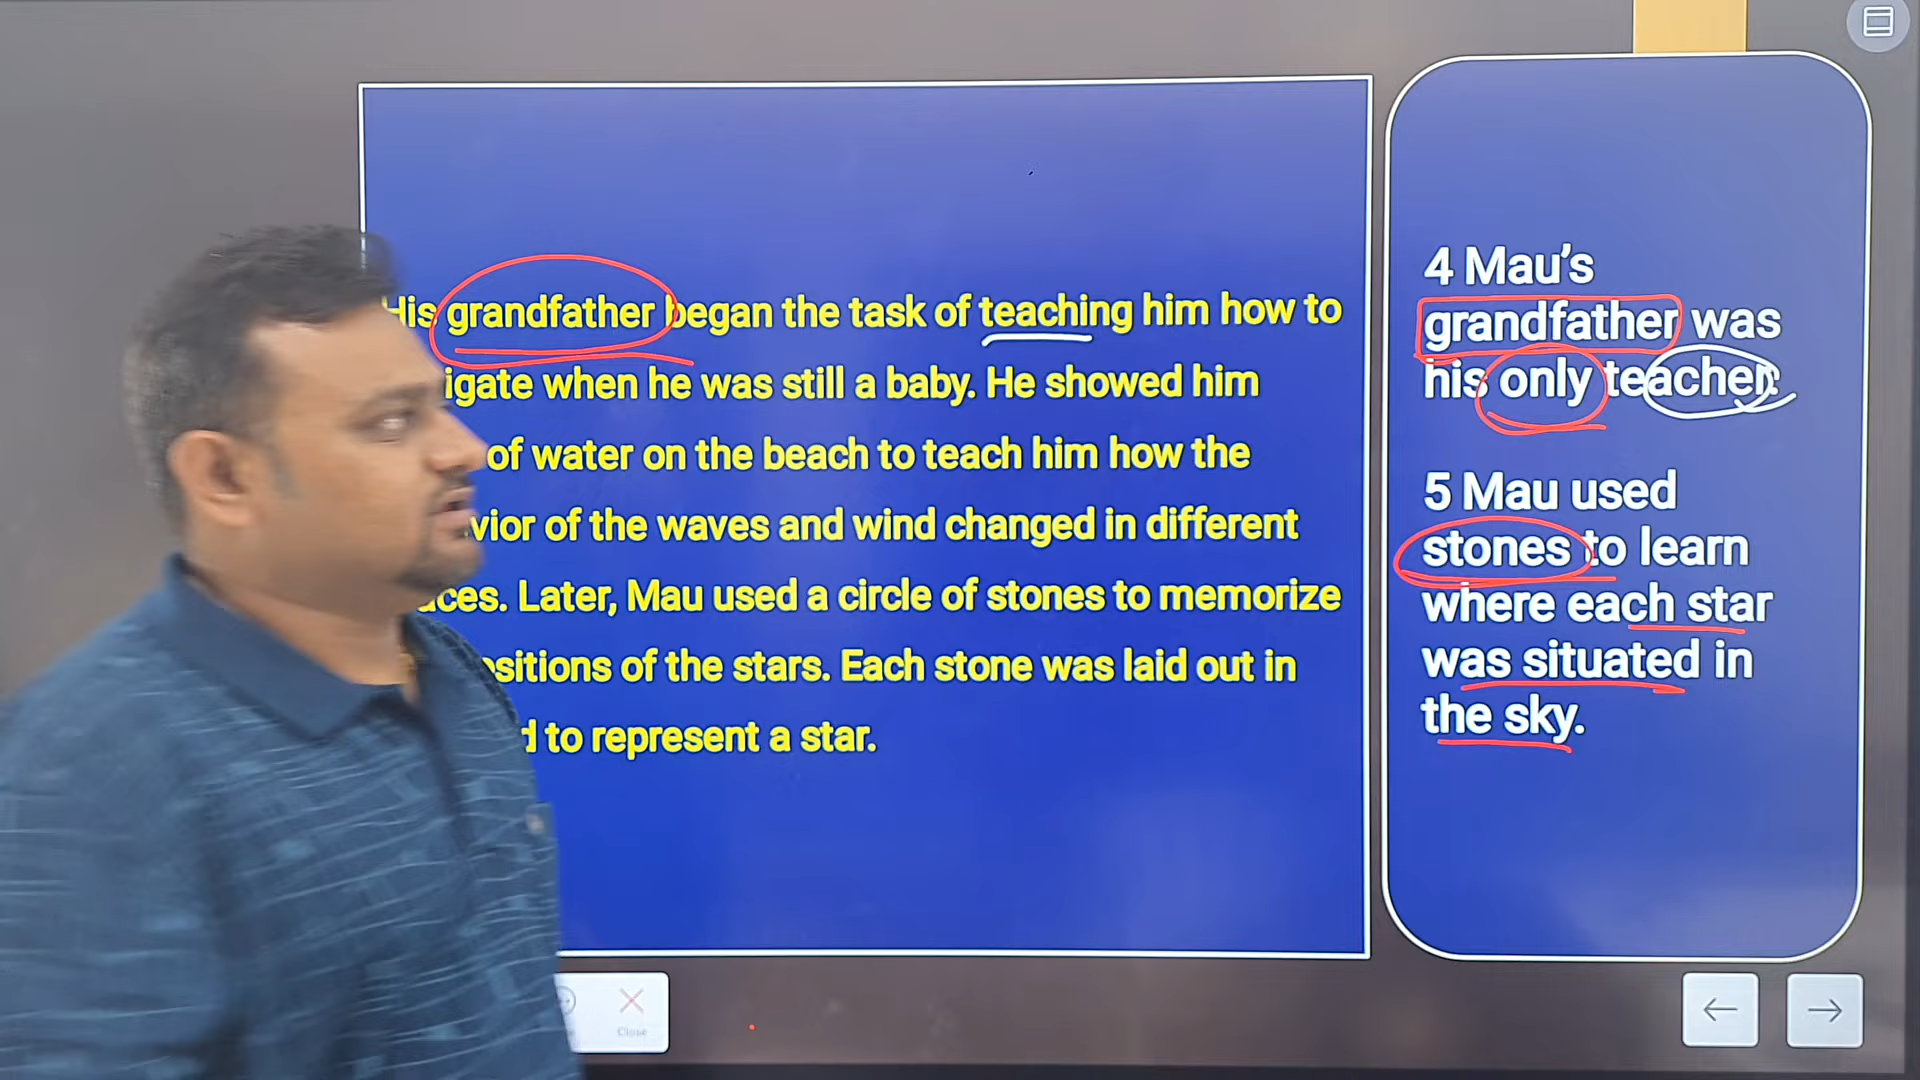 His grandfather began the task of teaching him how to
when he was still a baby. He showed him
of water on the beach to teach him how the
of the waves and wind changed in different
Later, Mau used a circle of stones to memorize
of the stars. Each stone was laid out in
to represent a star.
4 Mau's
grandfather was
his only teacher.
5 Mau used
stones to learn
where each star
was situated in
the sky.
Close